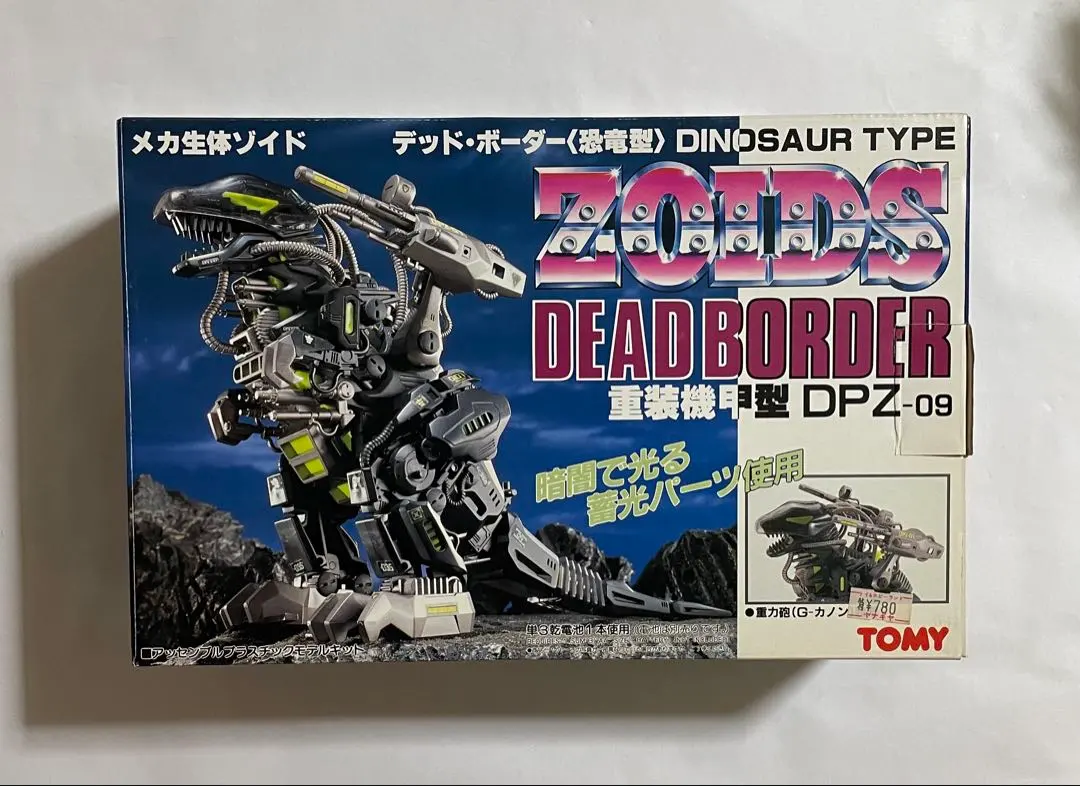 メカ生体ゾイド
デッド・ボーダー〈恐竜型〉 DINOSAUR TYPE
ZOIDS
DEAD BORDER
重装機甲型 DPZ-09
暗闇で光る
蓄光パーツ使用
●重力砲(G-カノン
¥780
TOMY
単3乾電池1本使用
■アッセンブルプラスチックモデルキット